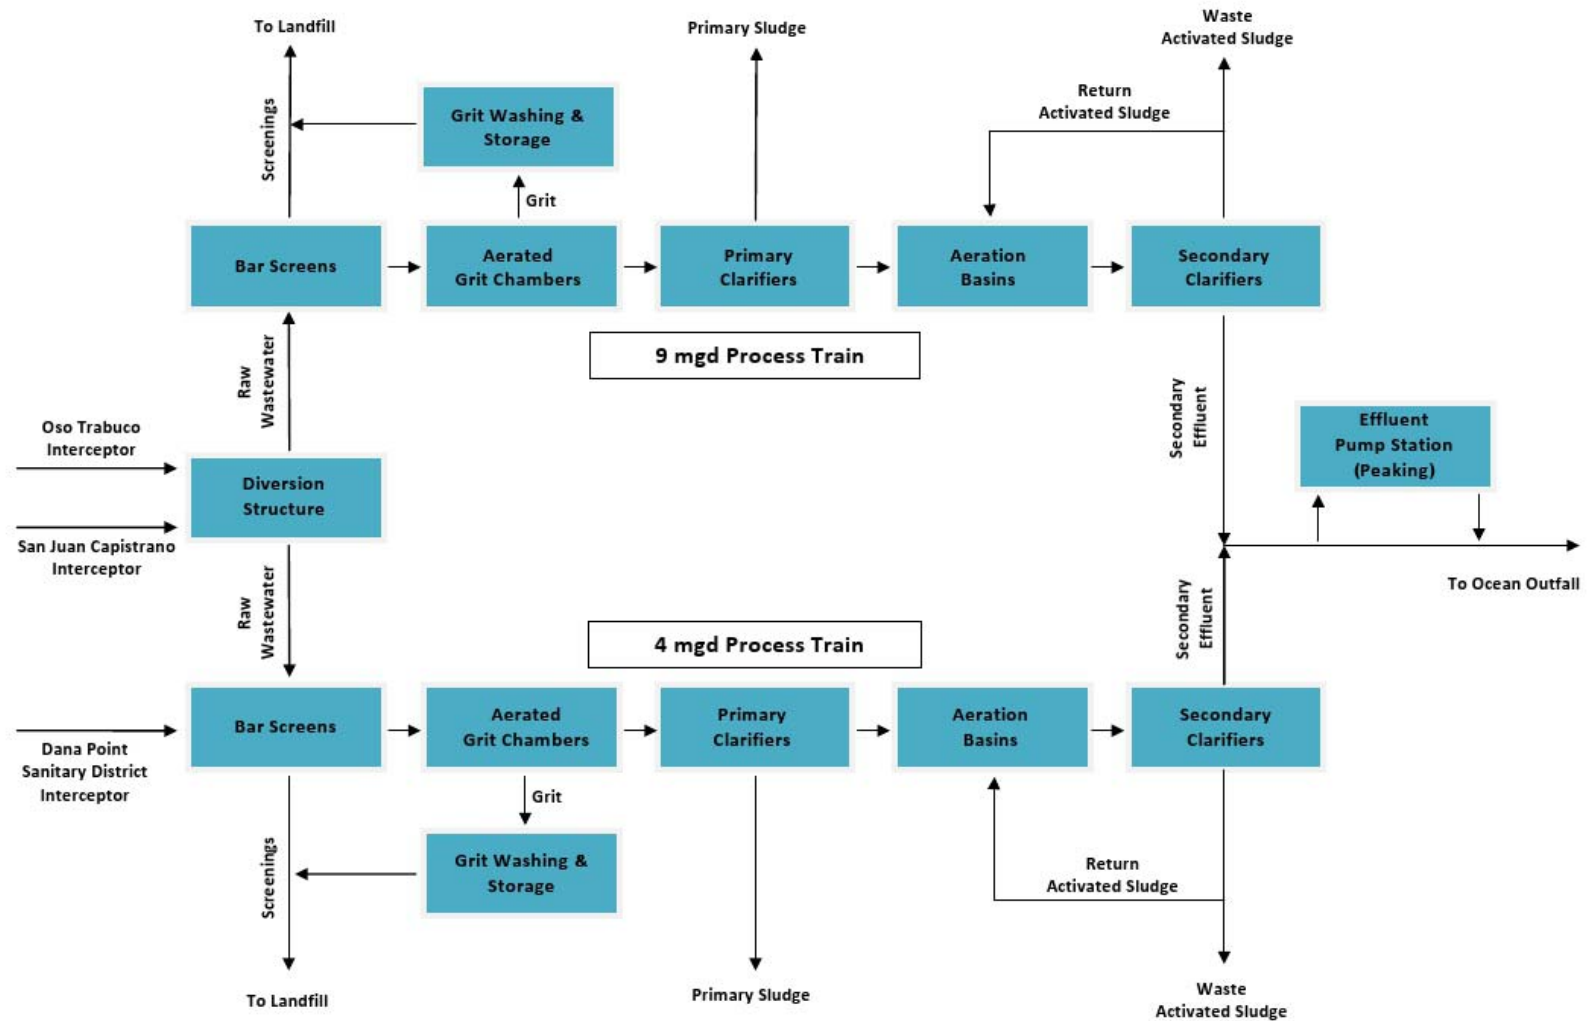 To Landfill
Primary Sludge
Waste
Activated Sludge
Screenings
Grit Washing &
Storage
Return
Activated Sludge
Grit
Bar Screens
Aerated
Grit Chambers
Primary
Clarifiers
Aeration
Basins
Secondary
Clarifiers
9 mgd Process Train
Raw
Wastewater
Secondary
Effluent
Oso Trabuco
Interceptor
Effluent
Pump Station
(Peaking)
Diversion
Structure
San Juan Capistrano
Interceptor
To Ocean Outfall
Raw
Wastewater
Secondary
Effluent
4 mgd Process Train
Bar Screens
Aerated
Grit Chambers
Primary
Clarifiers
Aeration
Basins
Secondary
Clarifiers
Dana Point
Sanitary District
Interceptor
Grit
Screenings
Grit Washing &
Storage
Return
Activated Sludge
To Landfill
Primary Sludge
Waste
Activated Sludge